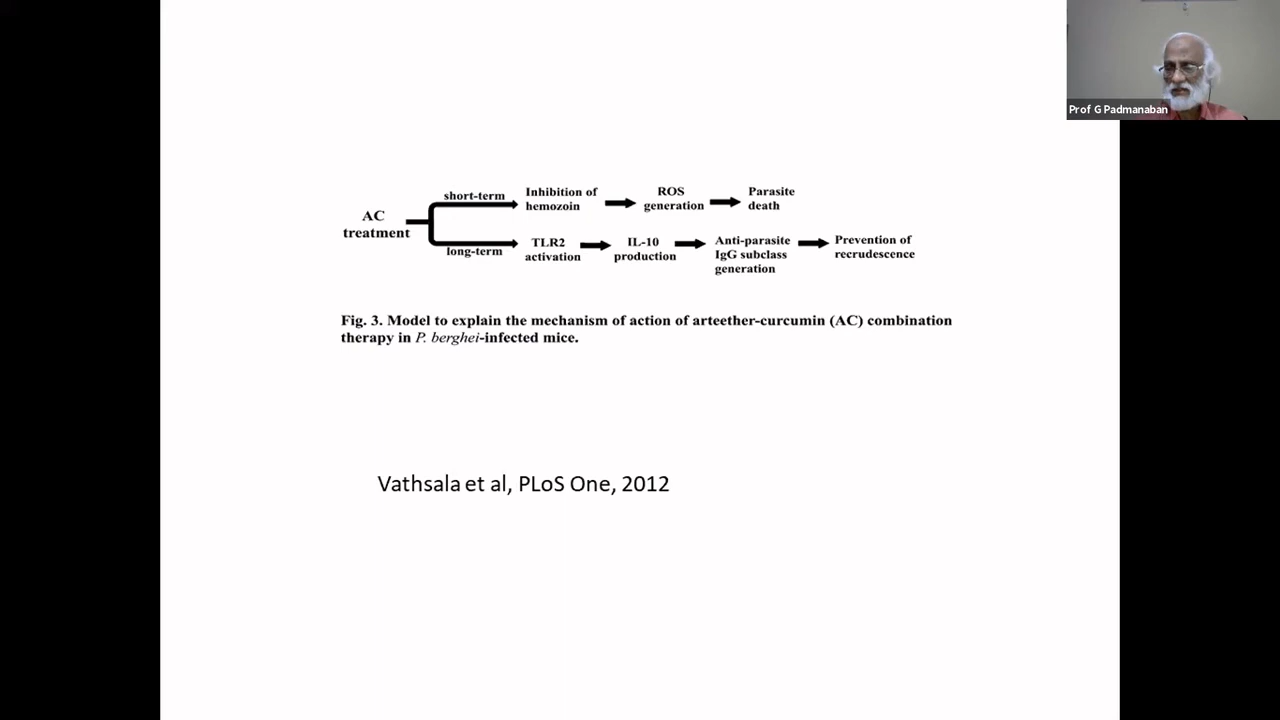 Prof G Padmanaban
AC
treatment
short-term
Inhibition of
hemozoin
ROS
generation
Parasite
death
long-term
TLR2
activation
IL-10
production
Anti-parasite
IgG subclass
generation
Prevention of
recrudescence
Fig. 3. Model to explain the mechanism of action of arteether-curcumin (AC) combination
therapy in P. berghei-infected mice.
Vathsala et al, PLoS One, 2012